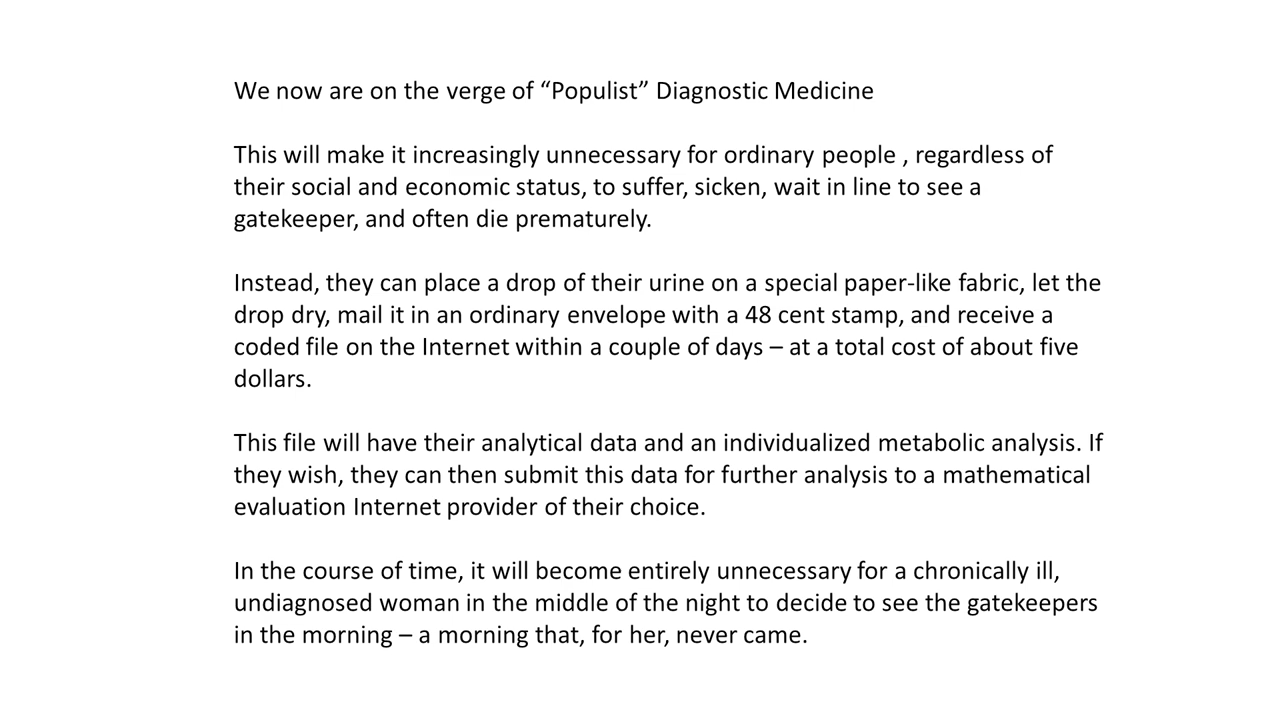 We now are on the verge of “Populist” Diagnostic Medicine
This will make it increasingly unnecessary for ordinary people , regardless of
their social and economic status, to suffer, sicken, wait in line to see a
gatekeeper, and often die prematurely.
Instead, they can place a drop of their urine on a special paper-like fabric, let the
drop dry, mail it in an ordinary envelope with a 48 cent stamp, and receive a
coded file on the Internet within a couple of days – at a total cost of about five
dollars.
This file will have their analytical data and an individualized metabolic analysis. If
they wish, they can then submit this data for further analysis to a mathematical
evaluation Internet provider of their choice.
In the course of time, it will become entirely unnecessary for a chronically ill,
undiagnosed woman in the middle of the night to decide to see the gatekeepers
in the morning – a morning that, for her, never came.